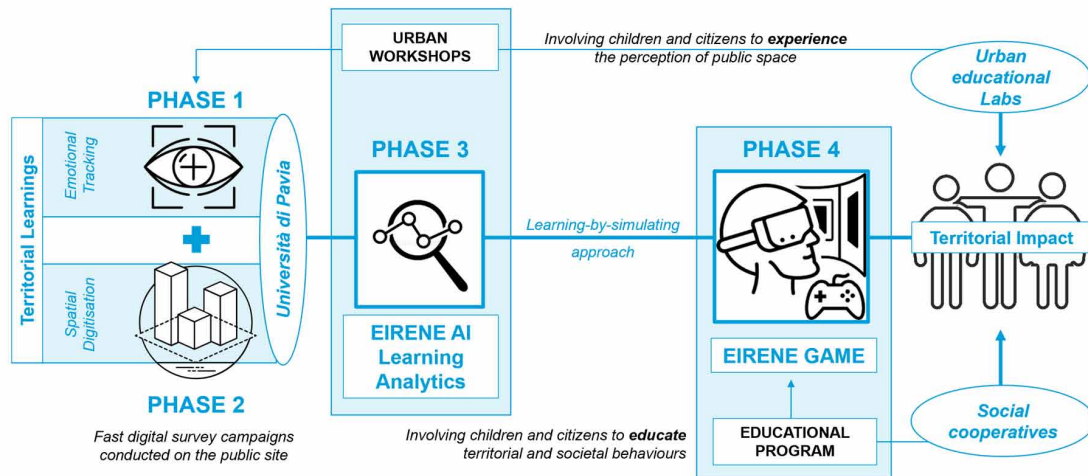 URBAN
WORKSHOPS
Involving children and citizens to experience
the perception of public space
Urban
educational
Labs
PHASE 1
Territorial Learnings
Emotional
Tracking
Spatial
Digitisation
Università di Pavia
PHASE 2
Fast digital survey campaigns
conducted on the public site
PHASE 3
EIRENE AI
Learning
Analytics
Learning-by-simulating
approach
PHASE 4
EIRENE GAME
EDUCATIONAL
PROGRAM
Involving children and citizens to educate
territorial and societal behaviours
Territorial Impact
Social
cooperatives